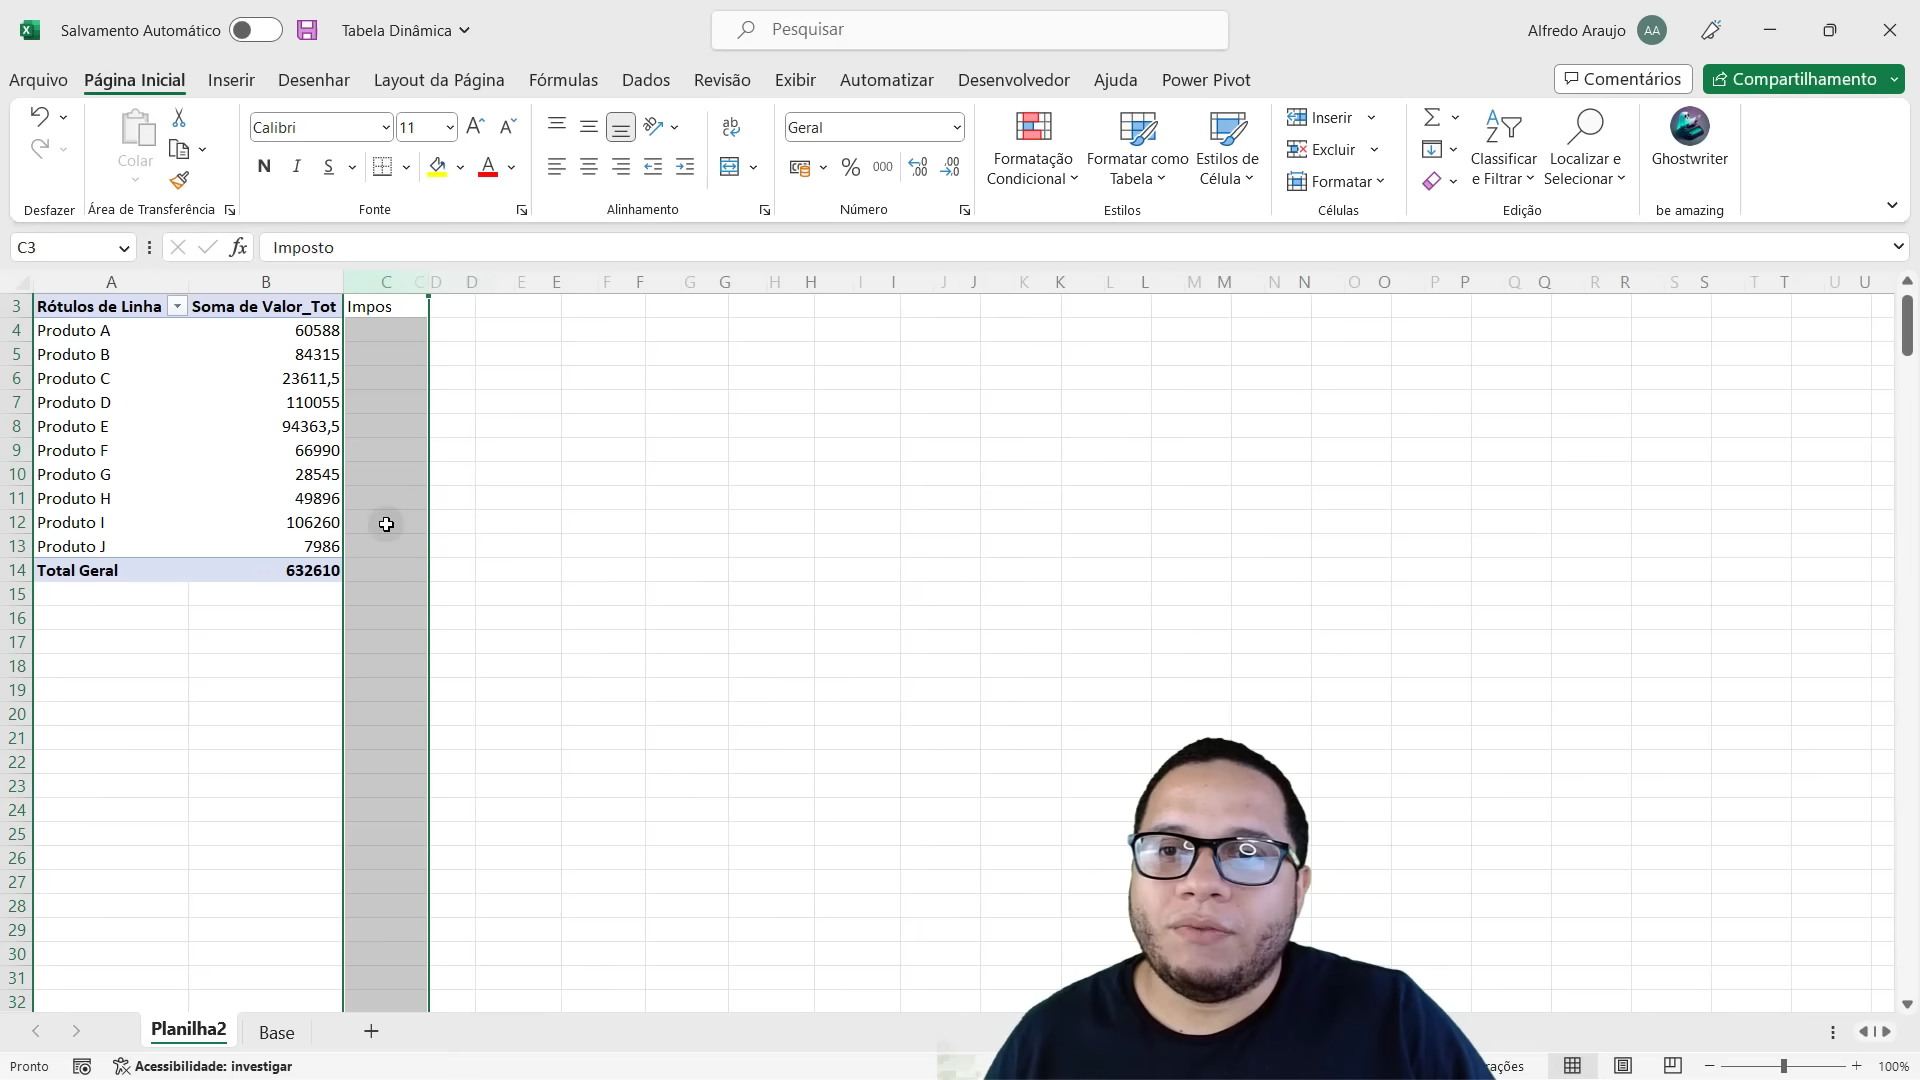 Salvamento Automático
Tabela Dinâmica
Pesquisar
Alfredo Araujo
AA
Arquivo
Página Inicial
Inserir
Desenhar
Layout da Página
Fórmulas
Dados
Revisão
Exibir
Automatizar
Desenvolvedor
Ajuda
Power Pivot
Comentários
Compartilhamento
Desfazer
Colar
Área de Transferência
Calibri
11
N I S
A
Fonte
ab
Alinhamento
Geral
% 000
Número
Formatação
Condicional
Formatar como
Tabela
Estilos de
Célula
Estilos
Inserir
Excluir
Formatar
Células
Classificar
e Filtrar
Localizar e
Selecionar
Edição
Ghostwriter
be amazing
C3
fx
Imposto
A B C C D D E E F F G G H H I I J J K K L L M M N N O O P P Q Q R R S S T T U U
3 Rótulos de Linha Soma de Valor_Tot Impos
4 Produto A 60588
5 Produto B 84315
6 Produto C 23611,5
7 Produto D 110055
8 Produto E 94363,5
9 Produto F 66990
10 Produto G 28545
11 Produto H 49896
12 Produto I 106260
13 Produto J 7986
14 Total Geral 632610
15
16
17
18
19
20
21
22
23
24
25
26
27
28
29
30
31
32
Planilha2
Base
Pronto
Acessibilidade: investigar
100%